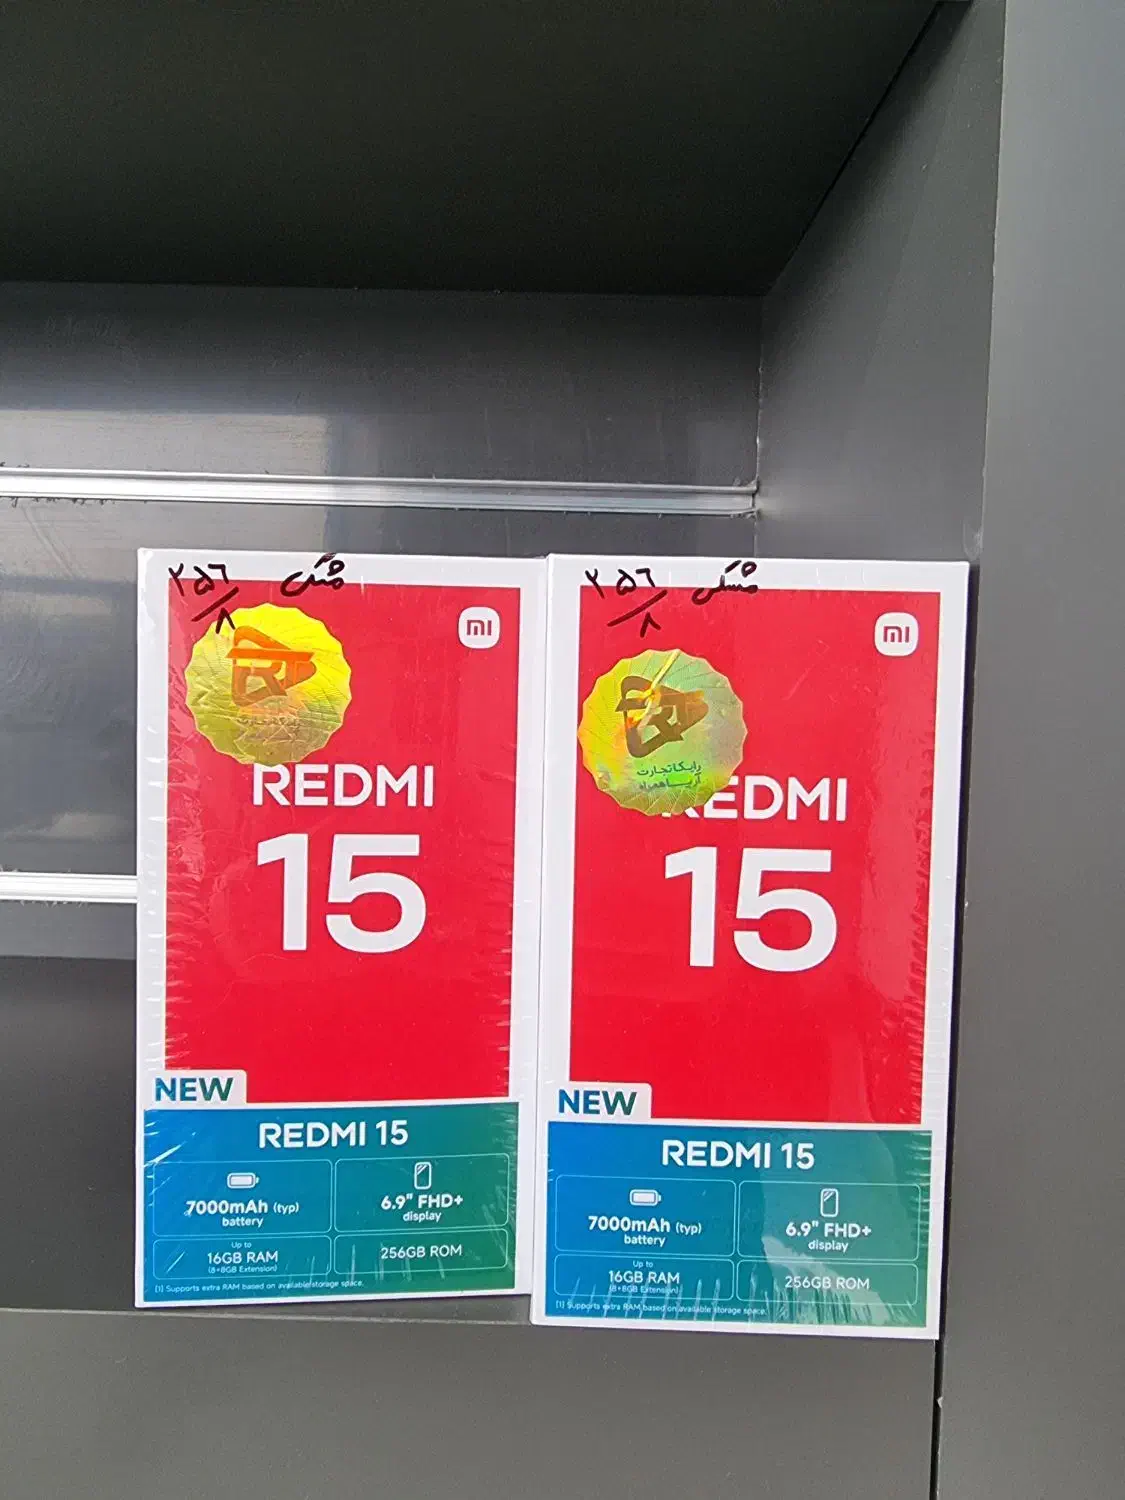 ۲۵۶/۸ مشکی
mi
REDMI
15
NEW
REDMI 15
7000mAh (typ)
battery
6.9" FHD+
display
Up to
16GB RAM
(8+8GB Extension)
256GB ROM
[1] Supports extra RAM based on available storage space.
۲۵۶/۸ مشکی
mi
رایکا تجارت
آریا همراه
REDMI
15
NEW
REDMI 15
7000mAh (typ)
battery
6.9" FHD+
display
Up to
16GB RAM
(8+8GB Extension)
256GB ROM
[1] Supports extra RAM based on available storage space.